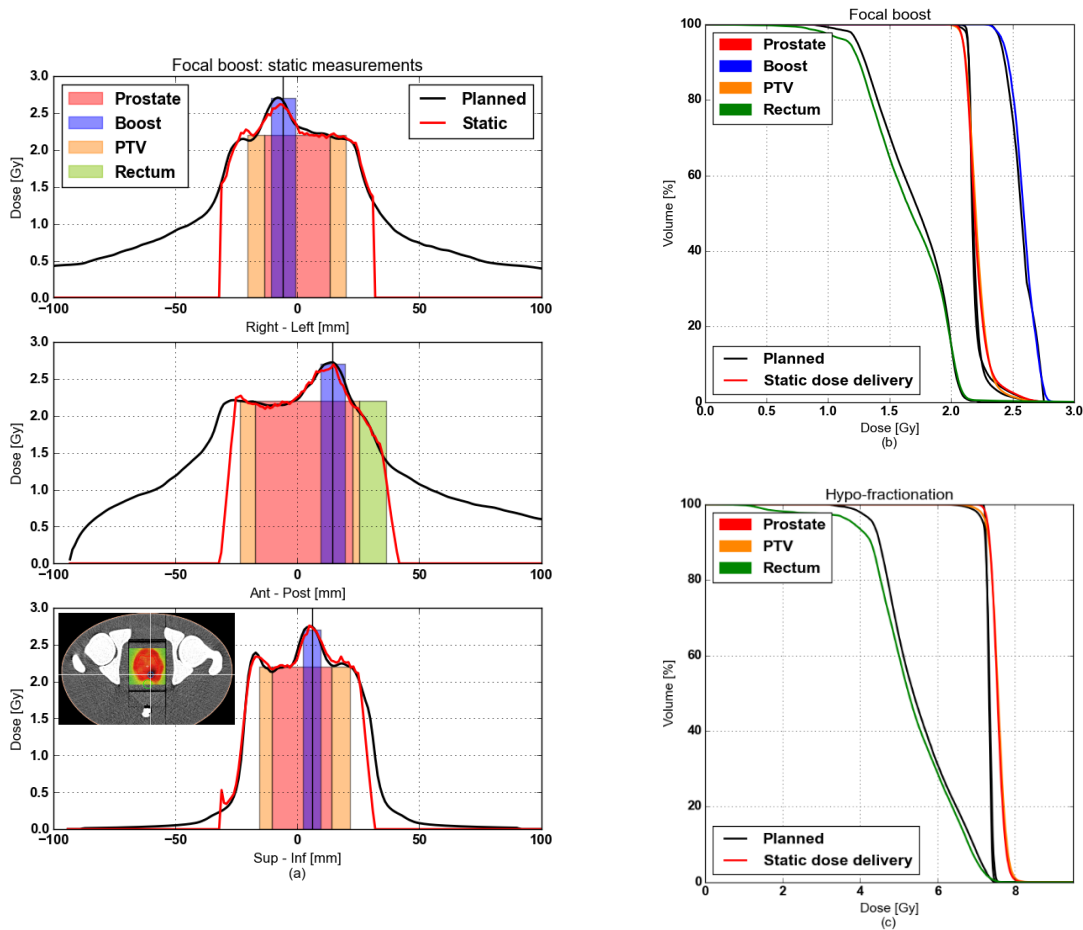 Focal boost: static measurements
3.0
2.5
2.0
1.5
1.0
0.5
0.0
Dose [Gy]
Prostate
Boost
PTV
Rectum
Planned
Static
−100
−50
0
50
100
Right - Left [mm]
3.0
2.5
2.0
1.5
1.0
0.5
0.0
Dose [Gy]
−100
−50
0
50
100
Ant - Post [mm]
3.0
2.5
2.0
1.5
1.0
0.5
0.0
Dose [Gy]
−100
−50
0
50
100
Sup - Inf [mm]
(a)
Focal boost
100
80
60
40
20
0
Volume [%]
Prostate
Boost
PTV
Rectum
Planned
Static dose delivery
0.0
0.5
1.0
1.5
2.0
2.5
3.0
Dose [Gy]
(b)
Hypo-fractionation
100
80
60
40
20
0
Volume [%]
Prostate
PTV
Rectum
Planned
Static dose delivery
0
2
4
6
8
Dose [Gy]
(c)